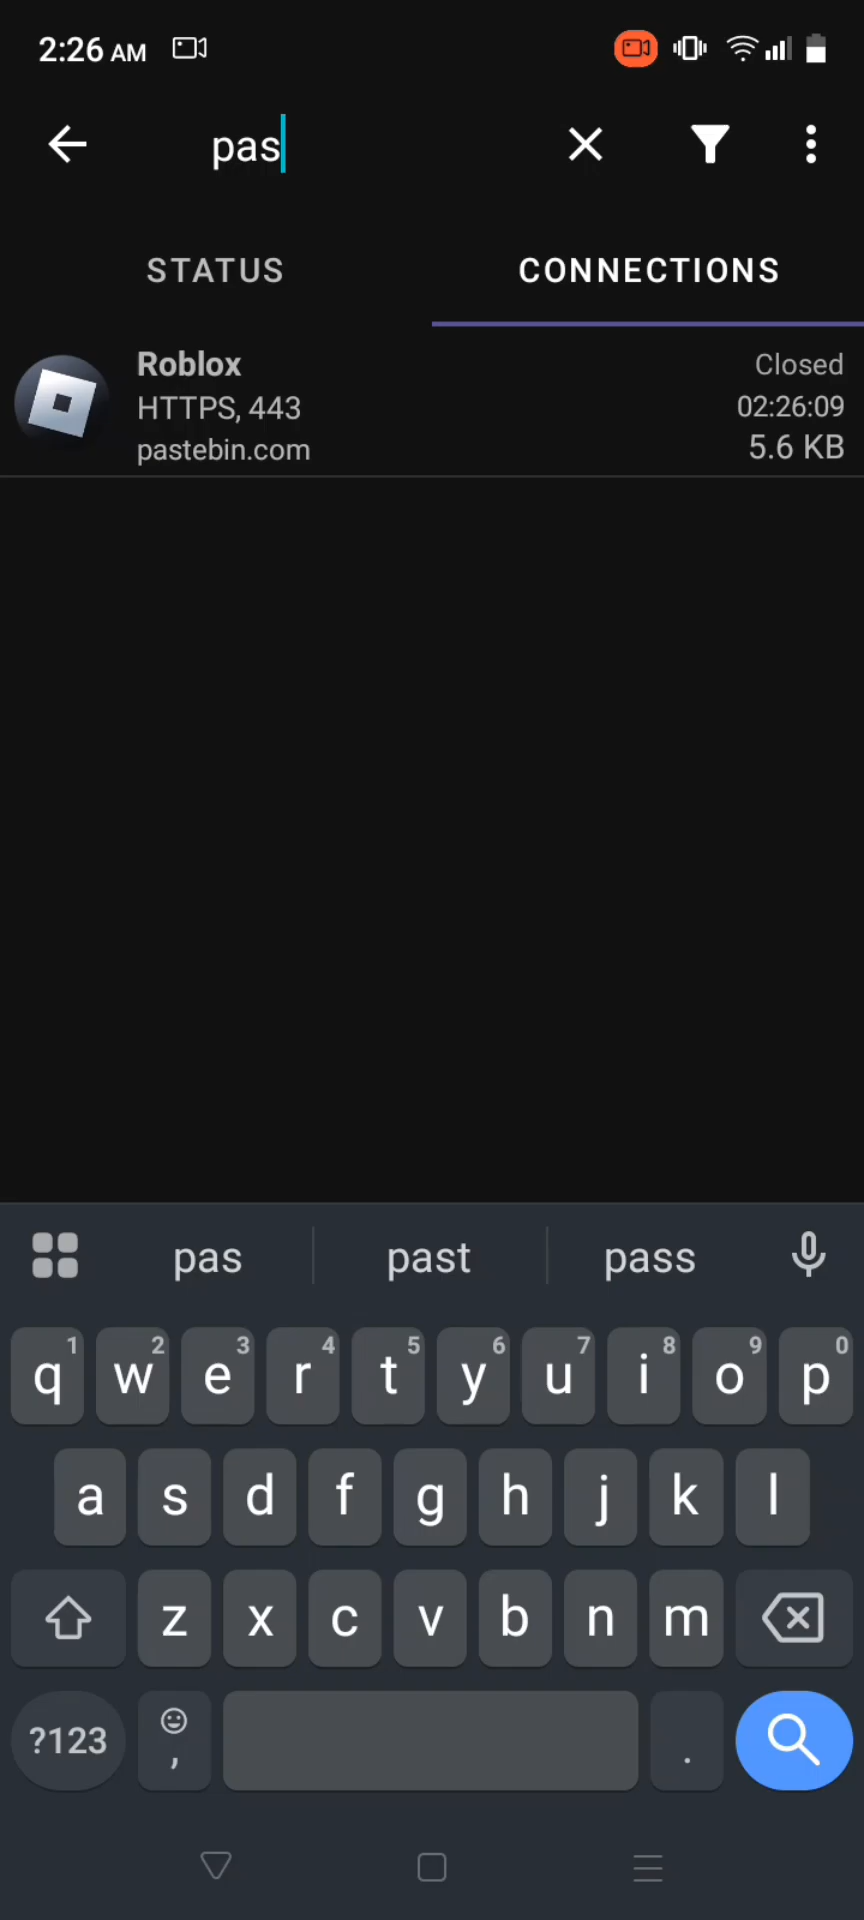 2:26 AM
pas
STATUS
CONNECTIONS
Roblox
Closed
HTTPS, 443
02:26:09
pastebin.com
5.6 KB
pas past pass
1 2 3 4 5 6 7 8 9 0
q w e r t y u i o p
a s d f g h j k l
z x c v b n m
?123 , .